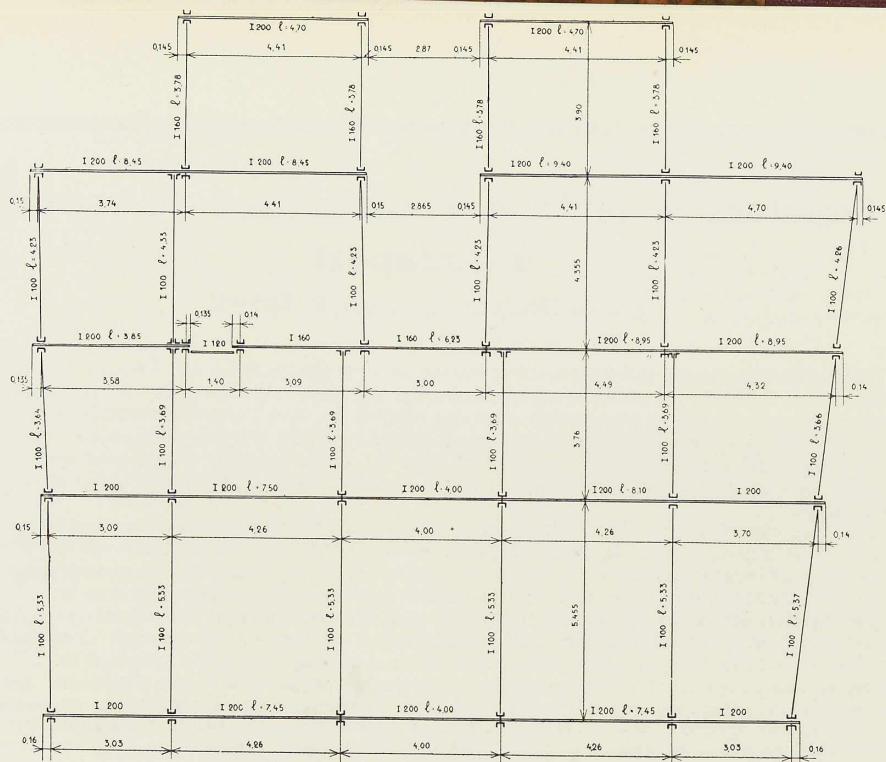 I 200 ℓ=4,70
I 200 ℓ=4,70
0,145
4,41
0,145
2,87
0,145
4,41
0,145
I 160 ℓ=3,78
I 160 ℓ=3,78
I 160 ℓ=3,78
3,90
I 160 ℓ=3,78
I 200 ℓ=8,45
I 200 ℓ=8,45
I 200 ℓ=9,40
I 200 ℓ=9,40
0,15
3,74
4,41
0,15
2,865
0,145
4,41
4,70
0,145
I 100 ℓ=4,23
I 100 ℓ=4,33
I 100 ℓ=4,23
I 100 ℓ=4,23
4,355
I 100 ℓ=4,23
I 100 ℓ=4,26
0,135
0,14
I 200 ℓ=3,85
I 120
I 160
I 160 ℓ=6,23
I 200 ℓ=8,95
I 200 ℓ=8,95
0,135
3,58
1,40
3,09
3,00
4,49
4,32
0,14
I 100 ℓ=3,64
I 100 ℓ=3,69
I 100 ℓ=3,69
I 100 ℓ=3,69
3,76
I 100 ℓ=3,69
I 100 ℓ=3,66
I 200
I 200 ℓ=7,50
I 200 ℓ=4,00
I 200 ℓ=8,10
I 200
0,15
3,09
4,26
4,00
4,26
3,70
0,14
I 100 ℓ=5,33
I 100 ℓ=5,33
I 100 ℓ=5,33
I 100 ℓ=5,33
5,455
I 100 ℓ=5,33
I 100 ℓ=5,37
I 200
I 200 ℓ=7,45
I 200 ℓ=4,00
I 200 ℓ=7,45
I 200
0,16
3,03
4,26
4,00
4,26
3,03
0,16